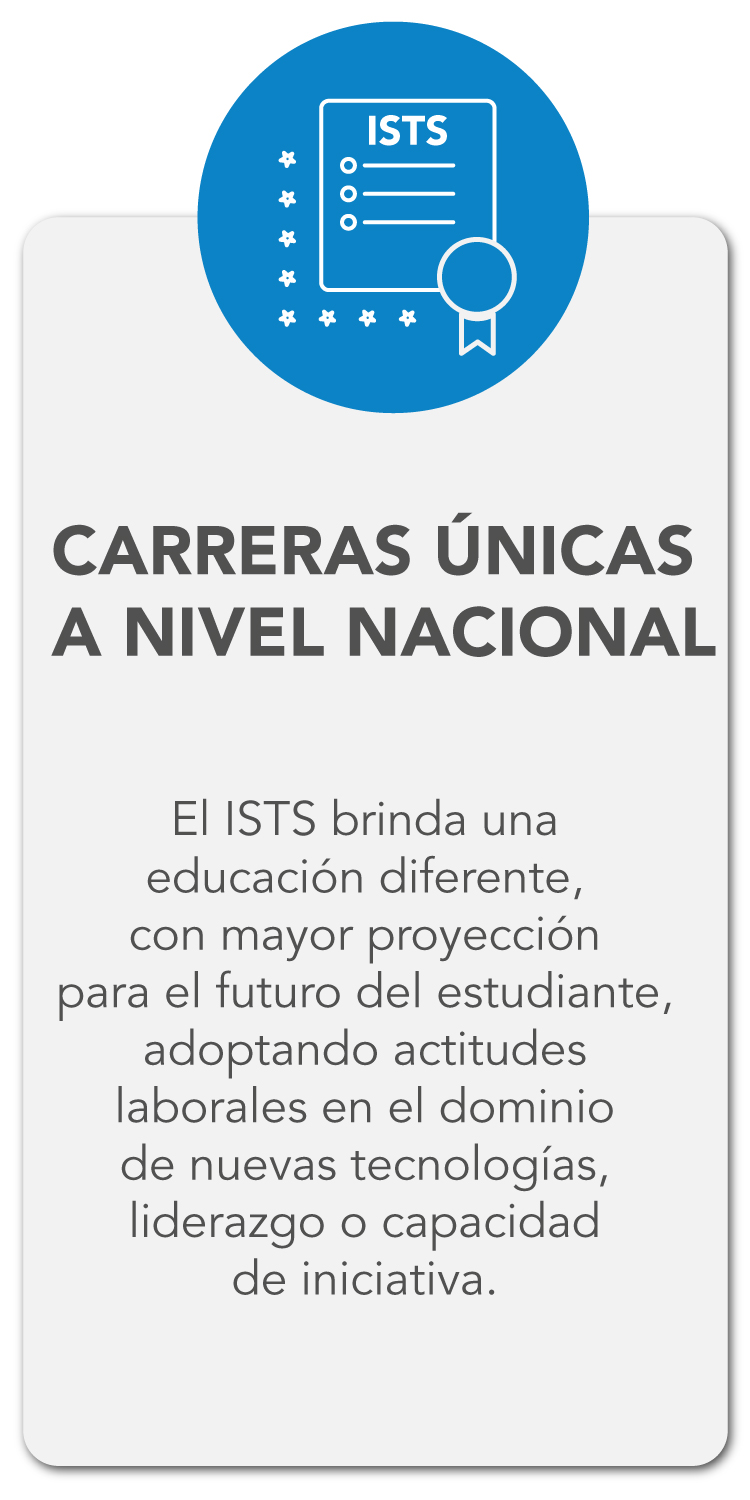 ISTS
CARRERAS ÚNICAS
A NIVEL NACIONAL
El ISTS brinda una
educación diferente,
con mayor proyección
para el futuro del estudiante,
adoptando actitudes
laborales en el dominio
de nuevas tecnologías,
liderazgo o capacidad
de iniciativa.